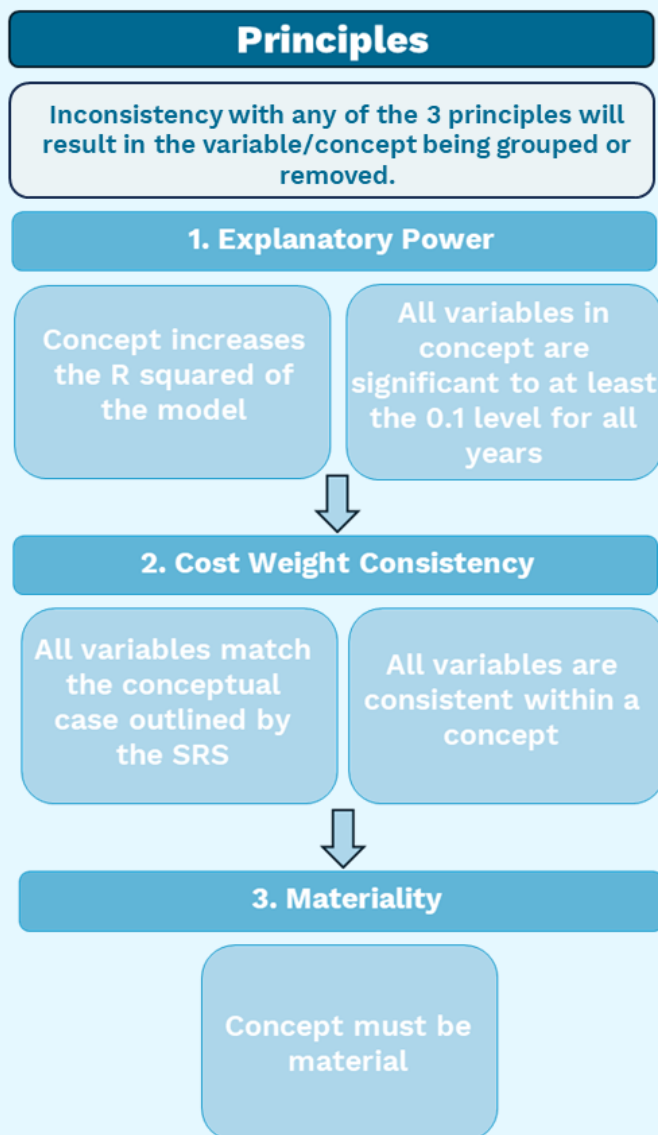 Principles
Inconsistency with any of the 3 principles will
result in the variable/concept being grouped or
removed.
1. Explanatory Power
Concept increases
the R squared of
the model
All variables in
concept are
significant to at least
the 0.1 level for all
years
2. Cost Weight Consistency
All variables match
the conceptual
case outlined by
the SRS
All variables are
consistent within a
concept
3. Materiality
Concept must be
material